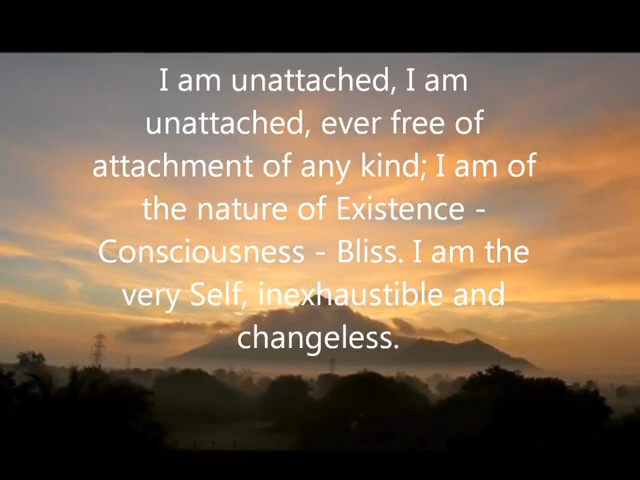 I am unattached, I am
unattached, ever free of
attachment of any kind; I am of
the nature of Existence -
Consciousness - Bliss. I am the
very Self, inexhaustible and
changeless.